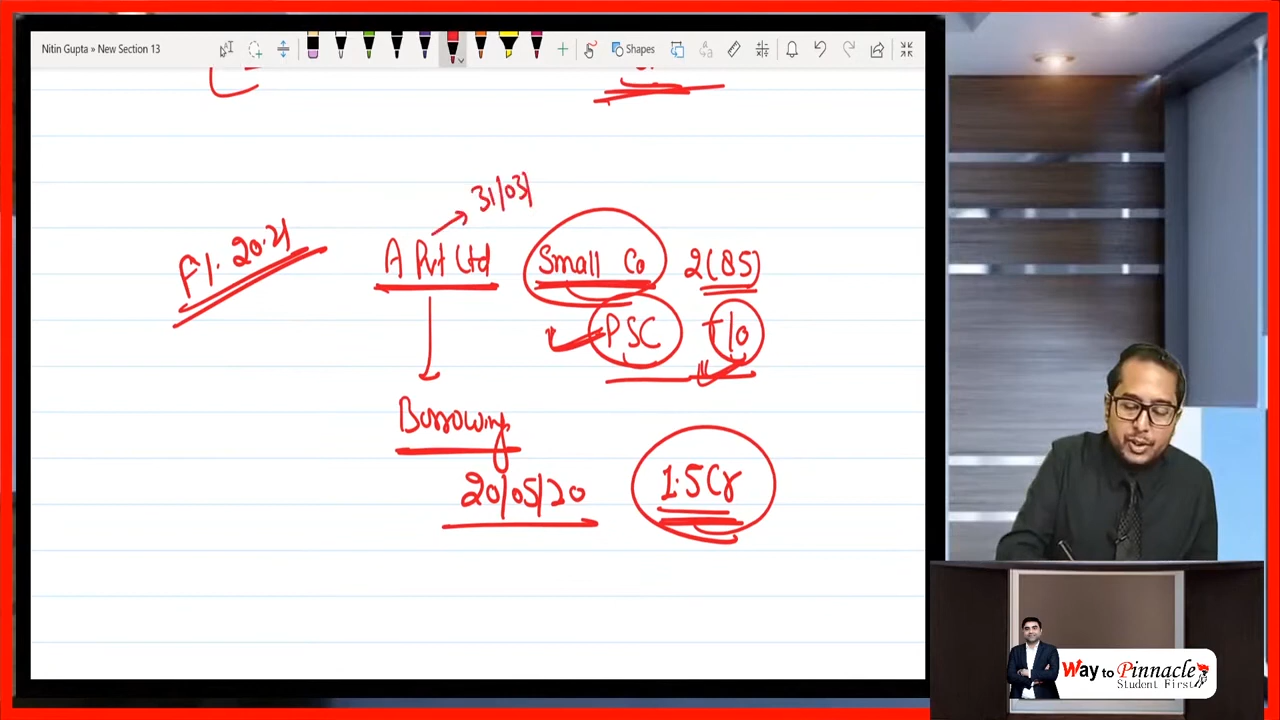 Nitin Gupta » New Section 13
Shapes
31/03/
F.Y. 20-21
A Pvt Ltd Small Co 2(85)
PSC T/O
Borrowing
20/05/20 1.5Cr
Way to Pinnacle
Student First